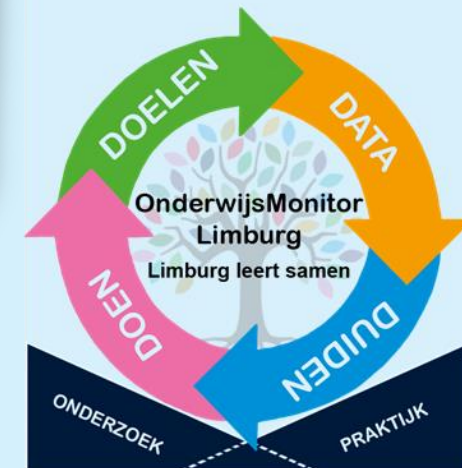 DOELEN
DATA
OnderwijsMonitor
Limburg
Limburg leert samen
DOEN
DUIDEN
ONDERZOEK
PRAKTIJK